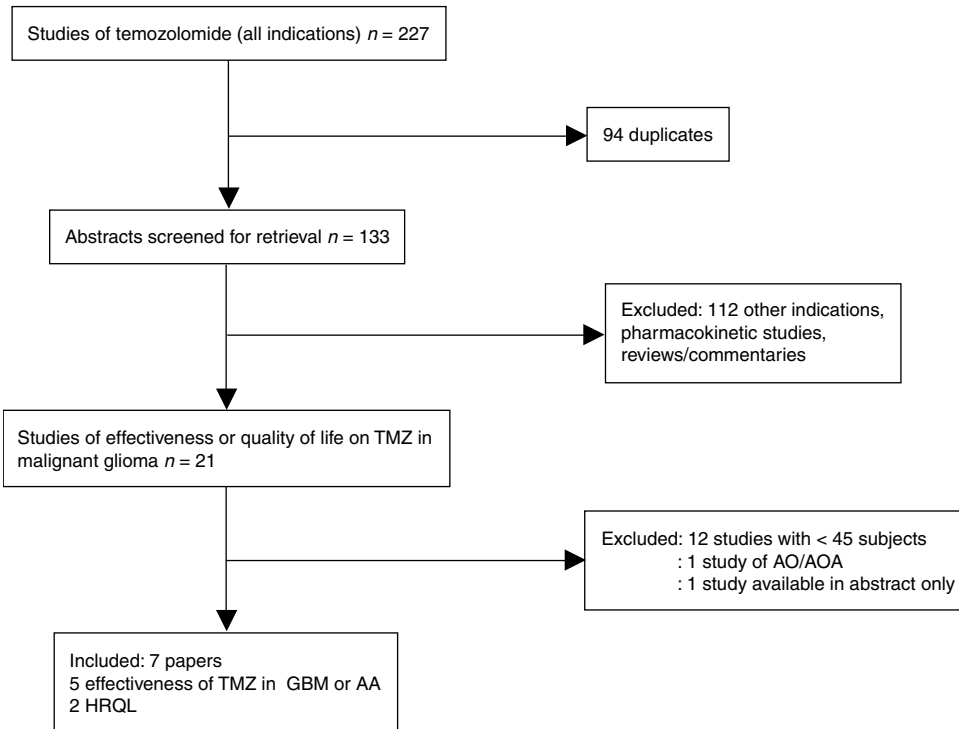 Studies of temozolomide (all indications) n = 227
94 duplicates
Abstracts screened for retrieval n = 133
Excluded: 112 other indications,
pharmacokinetic studies,
reviews/commentaries
Studies of effectiveness or quality of life on TMZ in
malignant glioma n = 21
Excluded: 12 studies with < 45 subjects
: 1 study of AO/AOA
: 1 study available in abstract only
Included: 7 papers
5 effectiveness of TMZ in GBM or AA
2 HRQL